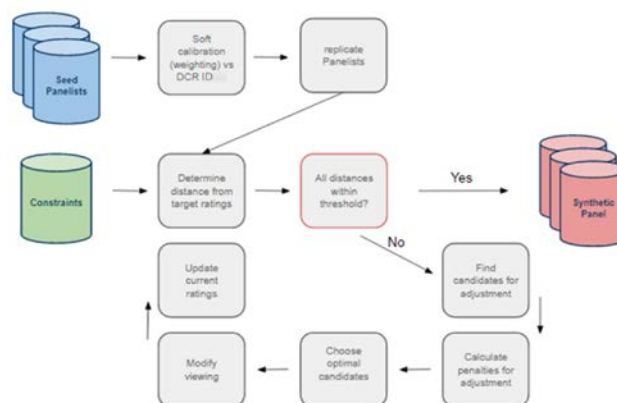 Seed
Panelists
Soft
calibration
(weighting) vs
DCR ID
replicate
Panelists
Constraints
Determine
distance from
target ratings
All distances
within
threshold?
Yes
Synthetic
Panel
No
Update
current
ratings
Find
candidates for
adjustment
Modify
viewing
Choose
optimal
candidates
Calculate
penalties for
adjustment